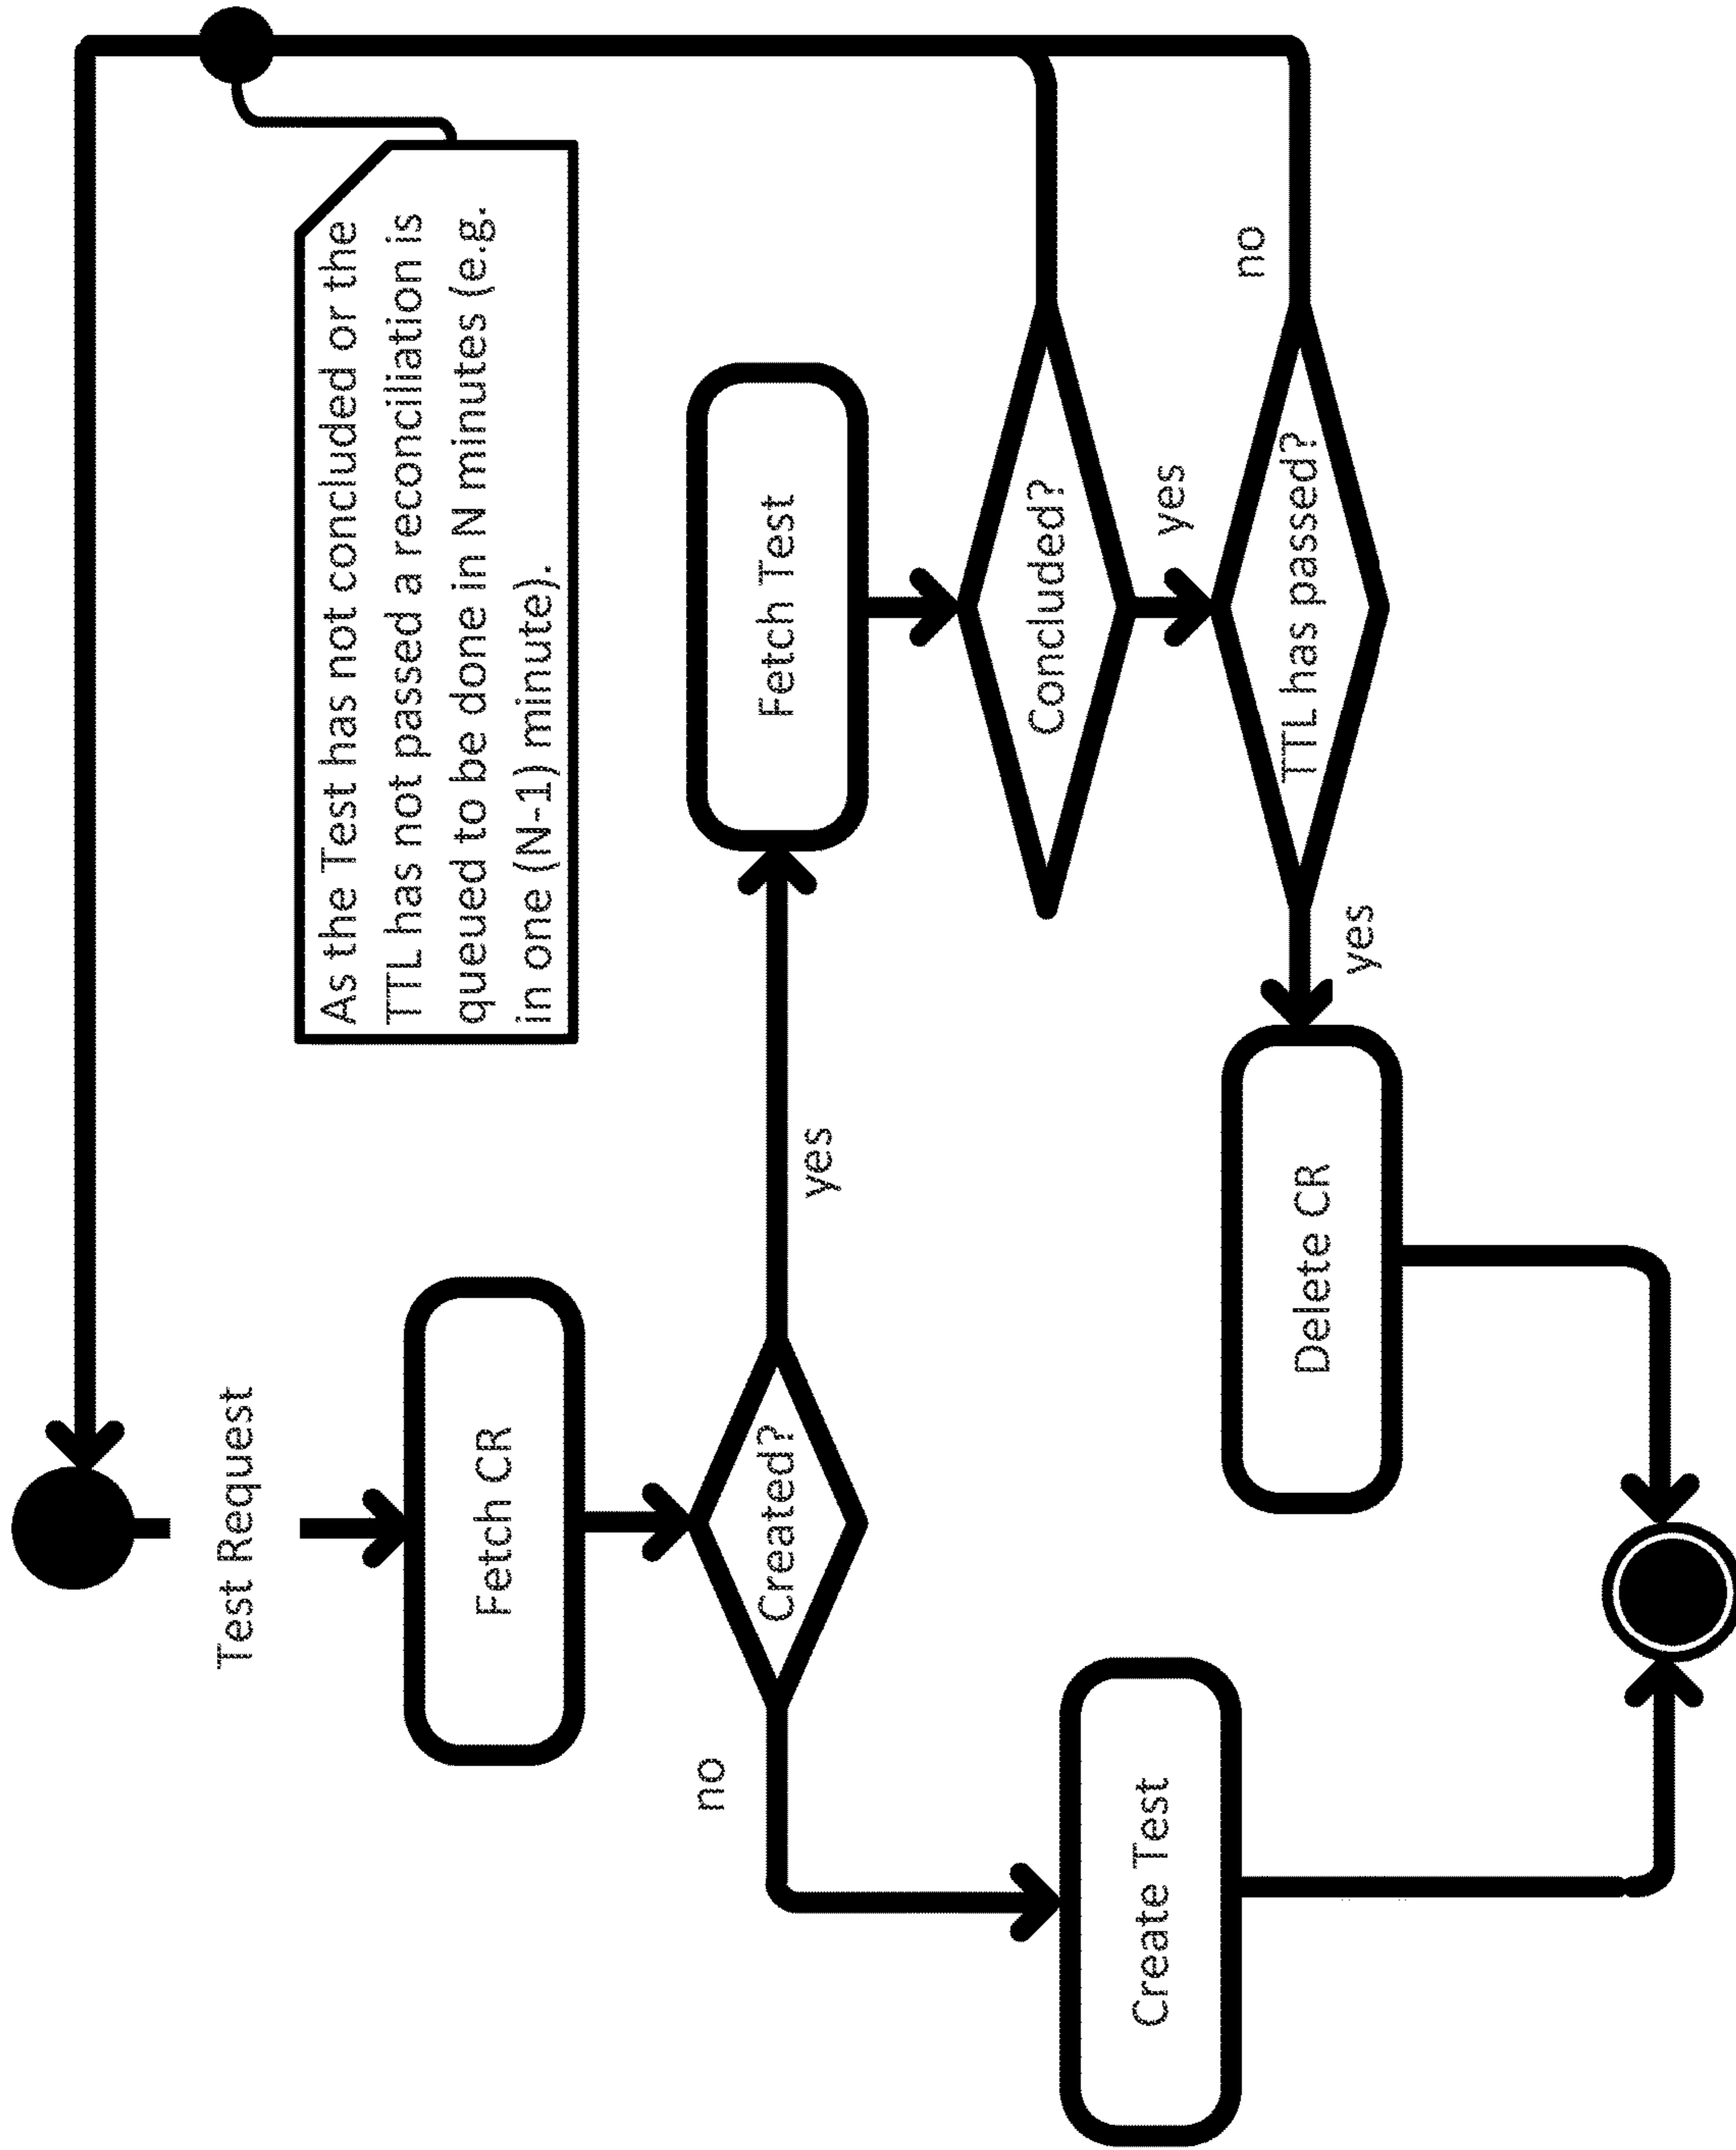 Test Request
As the Test has not concluded or the
TTL has not passed a reconciliation is
queued to be done in N minutes (e.g.
in one (N-1) minute).
Fetch CR
Created?
yes
no
Fetch Test
Concluded?
yes
TTL has passed?
no
yes
Delete CR
Create Test